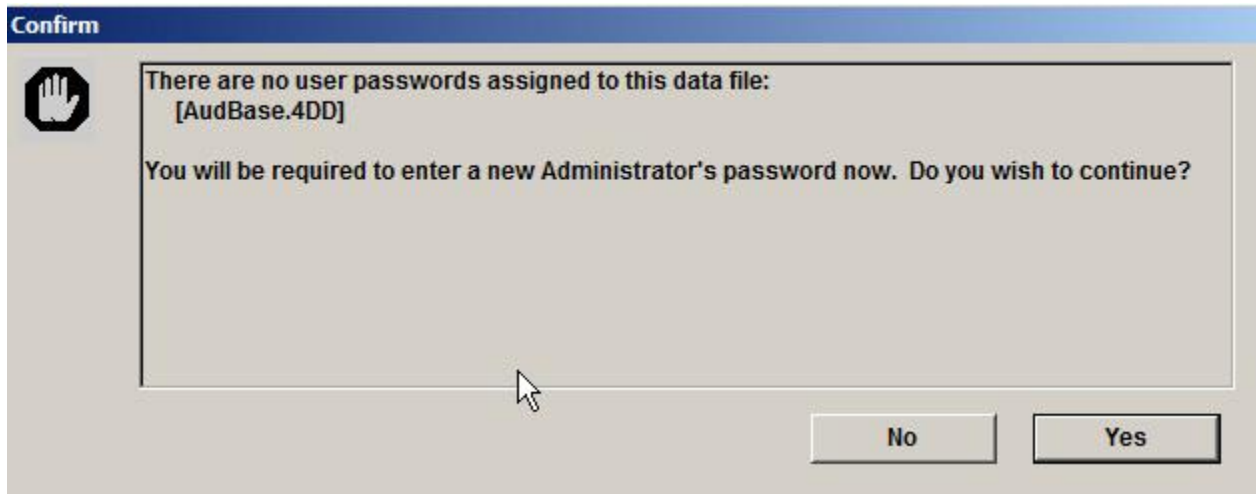 Confirm
There are no user passwords assigned to this data file:
[AudBase.4DD]
You will be required to enter a new Administrator's password now.  Do you wish to continue?
No
Yes